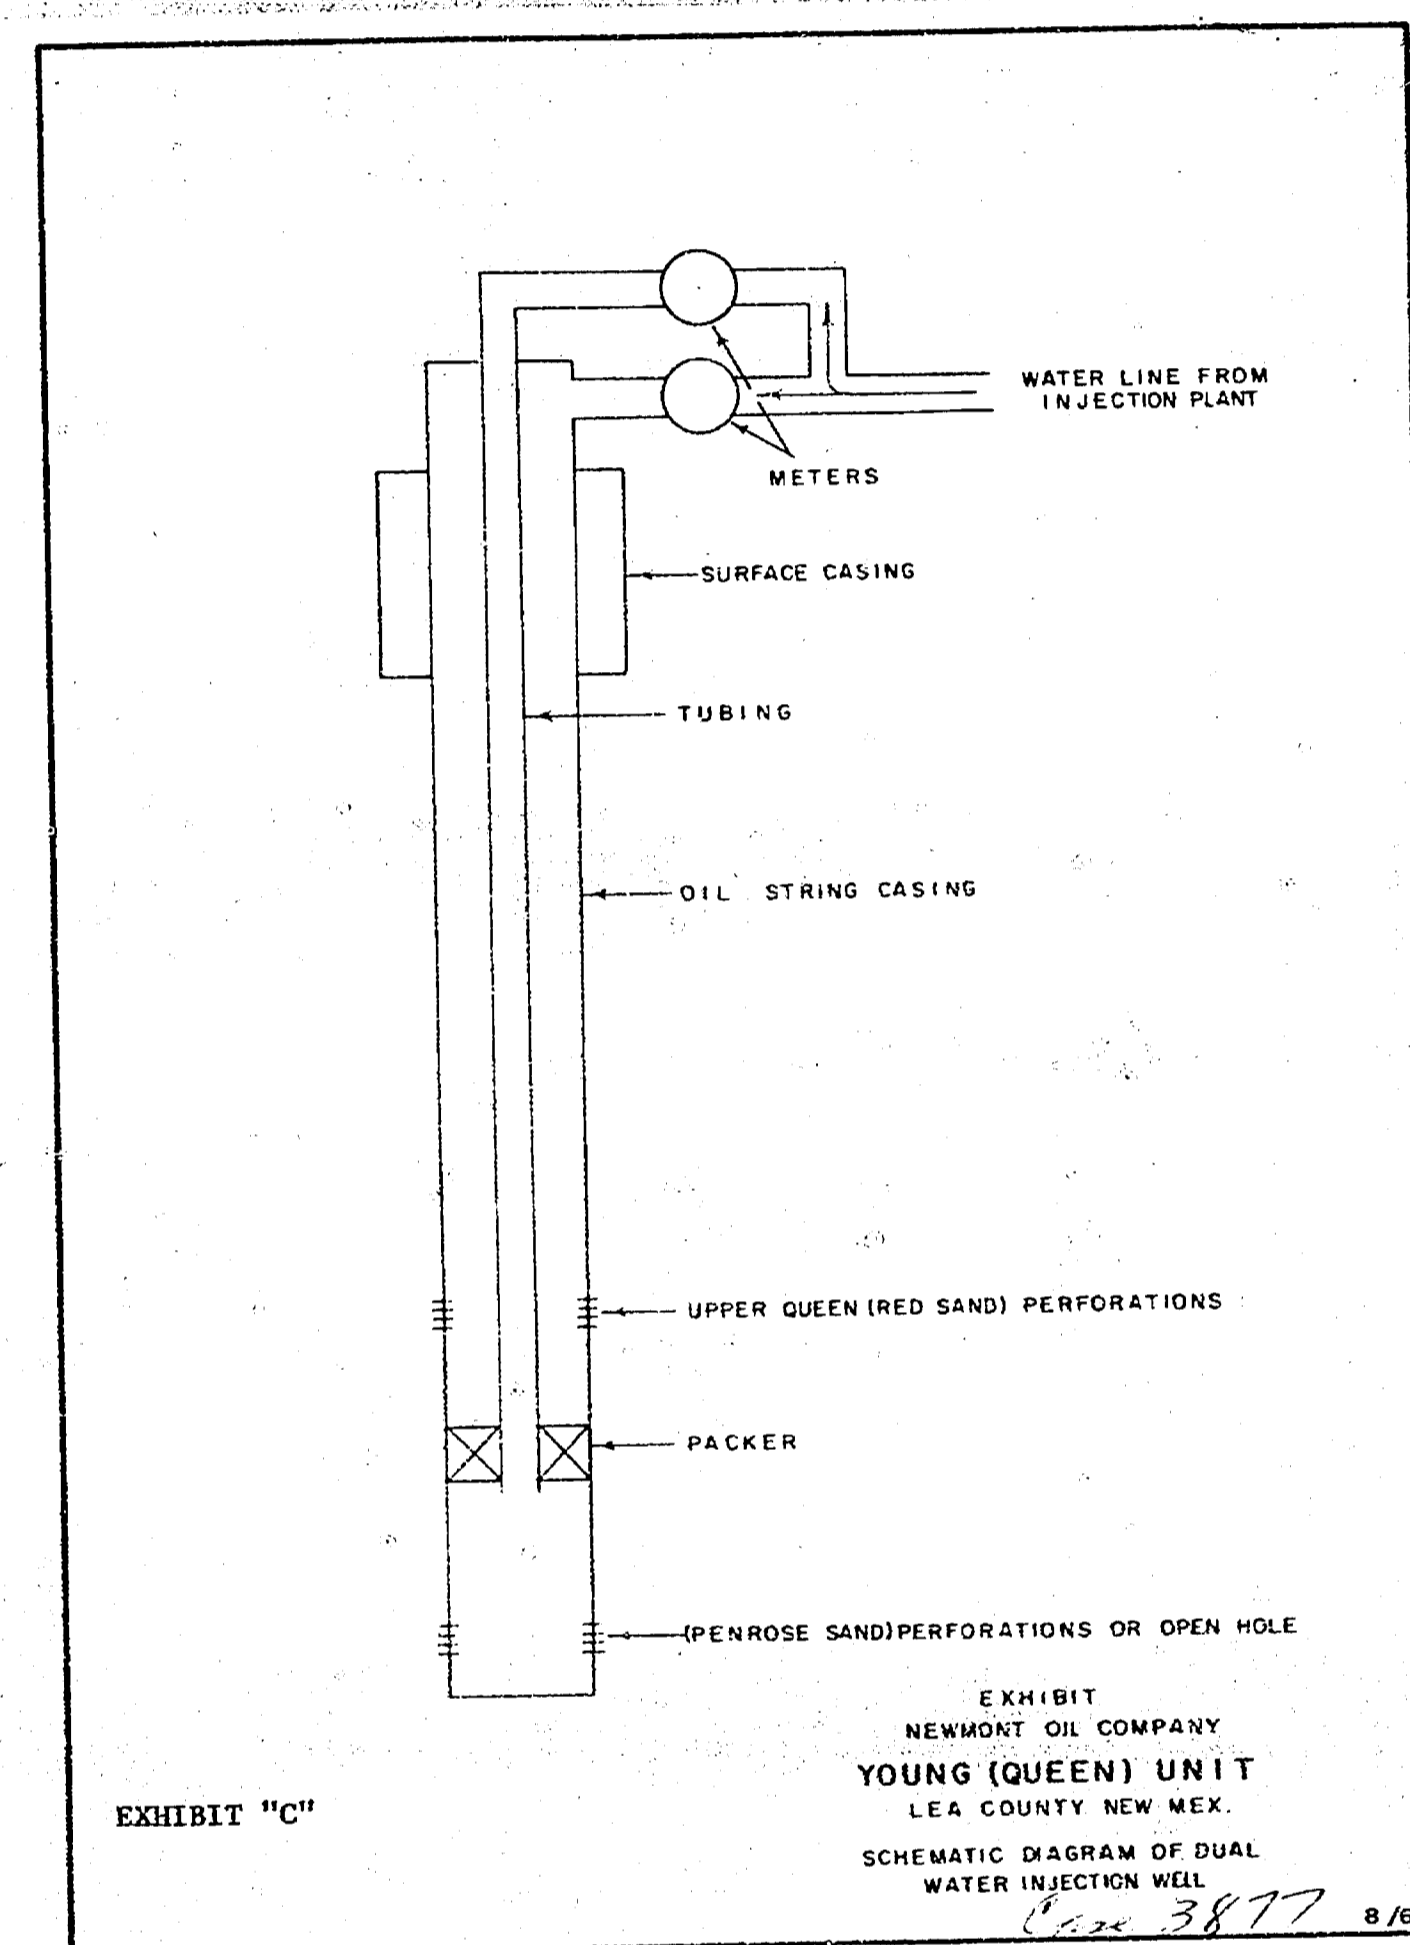 WATER LINE FROM
INJECTION PLANT
METERS
SURFACE CASING
TUBING
OIL STRING CASING
UPPER QUEEN (RED SAND) PERFORATIONS
PACKER
(PENROSE SAND) PERFORATIONS OR OPEN HOLE
EXHIBIT
NEWMONT OIL COMPANY
YOUNG (QUEEN) UNIT
LEA COUNTY NEW MEX.
EXHIBIT "C"
SCHEMATIC DIAGRAM OF DUAL
WATER INJECTION WELL
Case 3877
8/6